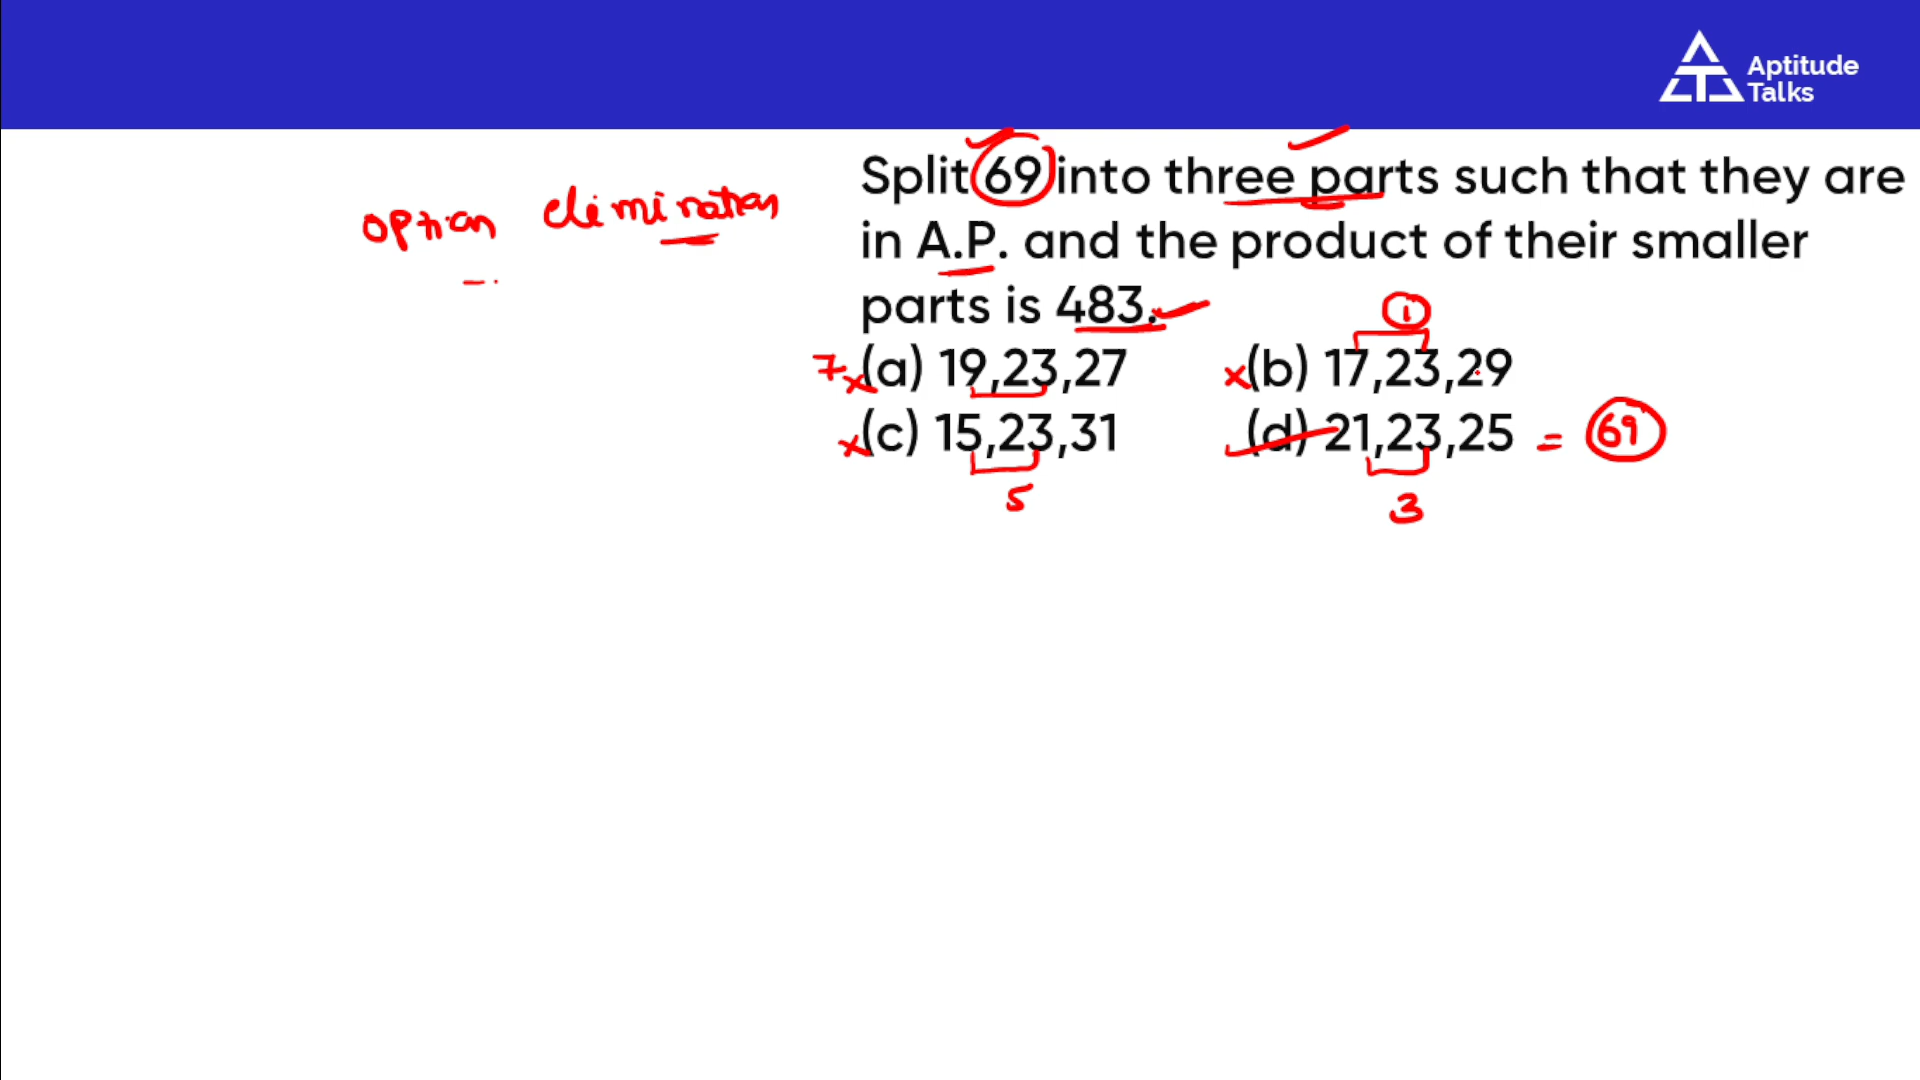 Aptitude
Talks
option elimination
Split 69 into three parts such that they are
in A.P. and the product of their smaller
parts is 483.
1
7 x (a) 19,23,27 x (b) 17,23,29
x (c) 15,23,31 (d) 21,23,25 = 69
5 3